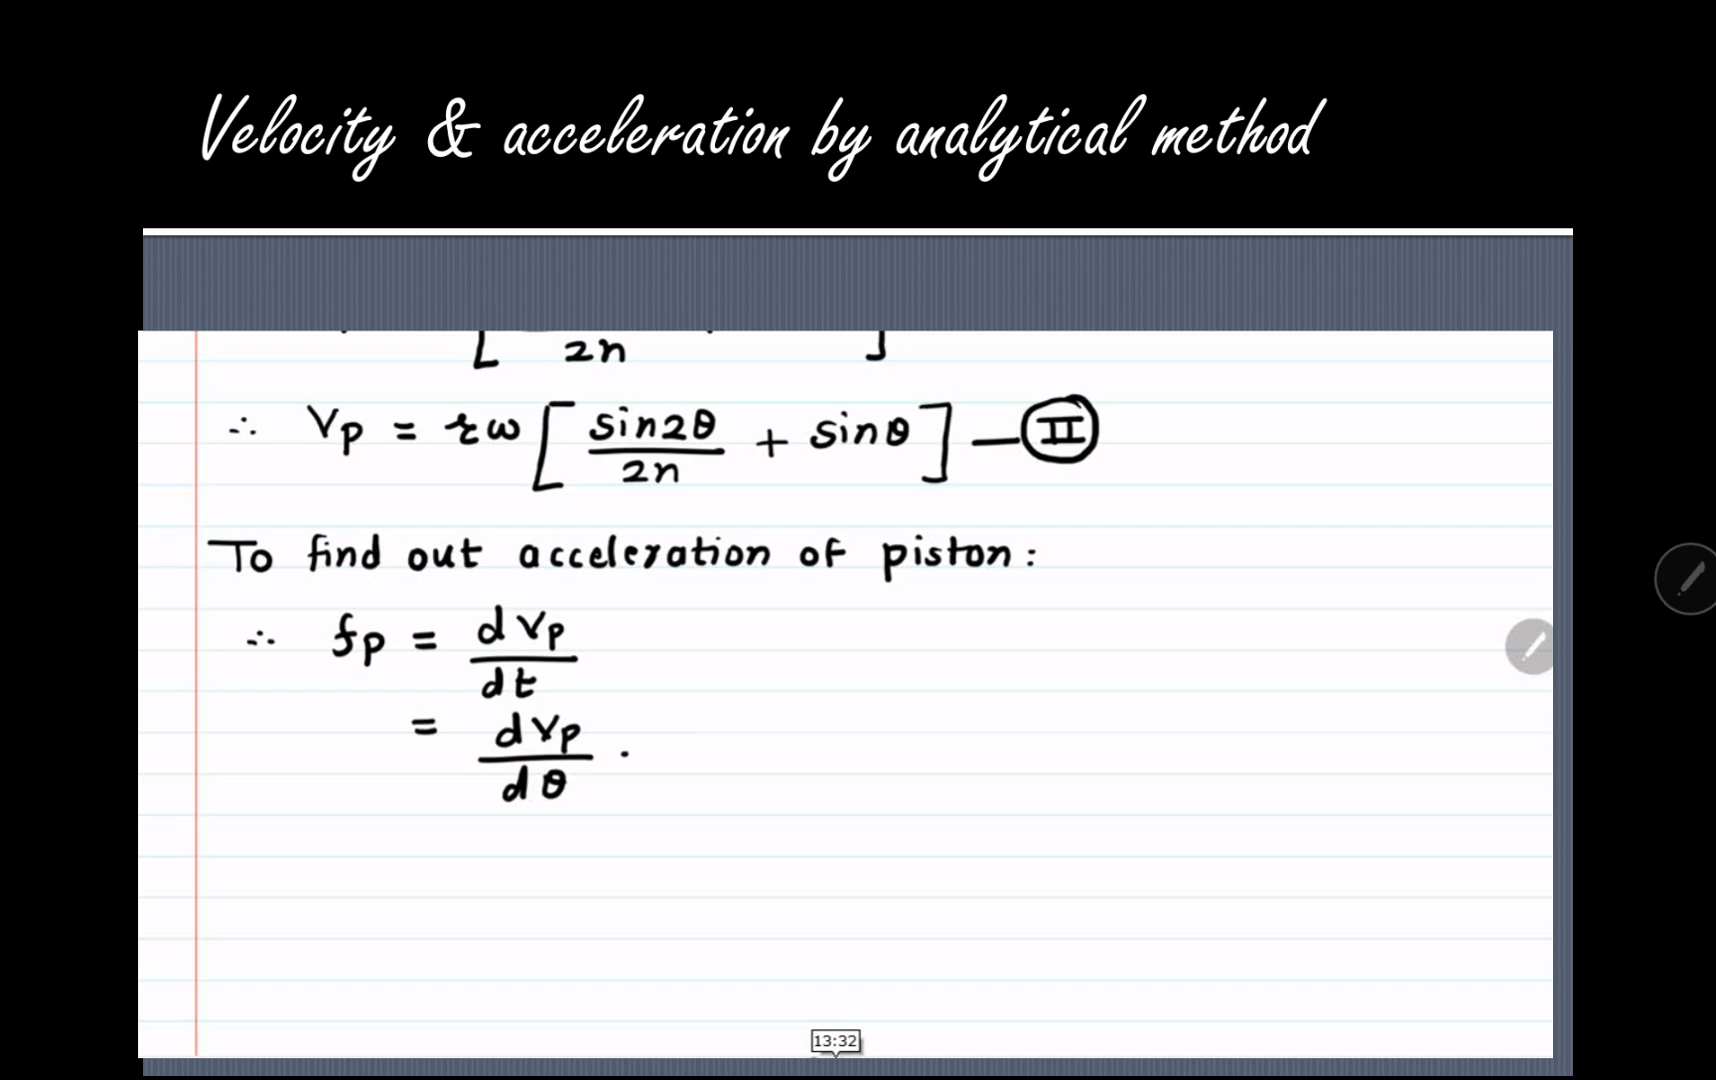 Velocity & acceleration by analytical method
[ 2n ]
∴ Vp = rω [ sin2θ / 2n + sinθ ] — II
To find out acceleration of piston:
∴ fp = dVp / dt
= dVp / dθ .
13:32